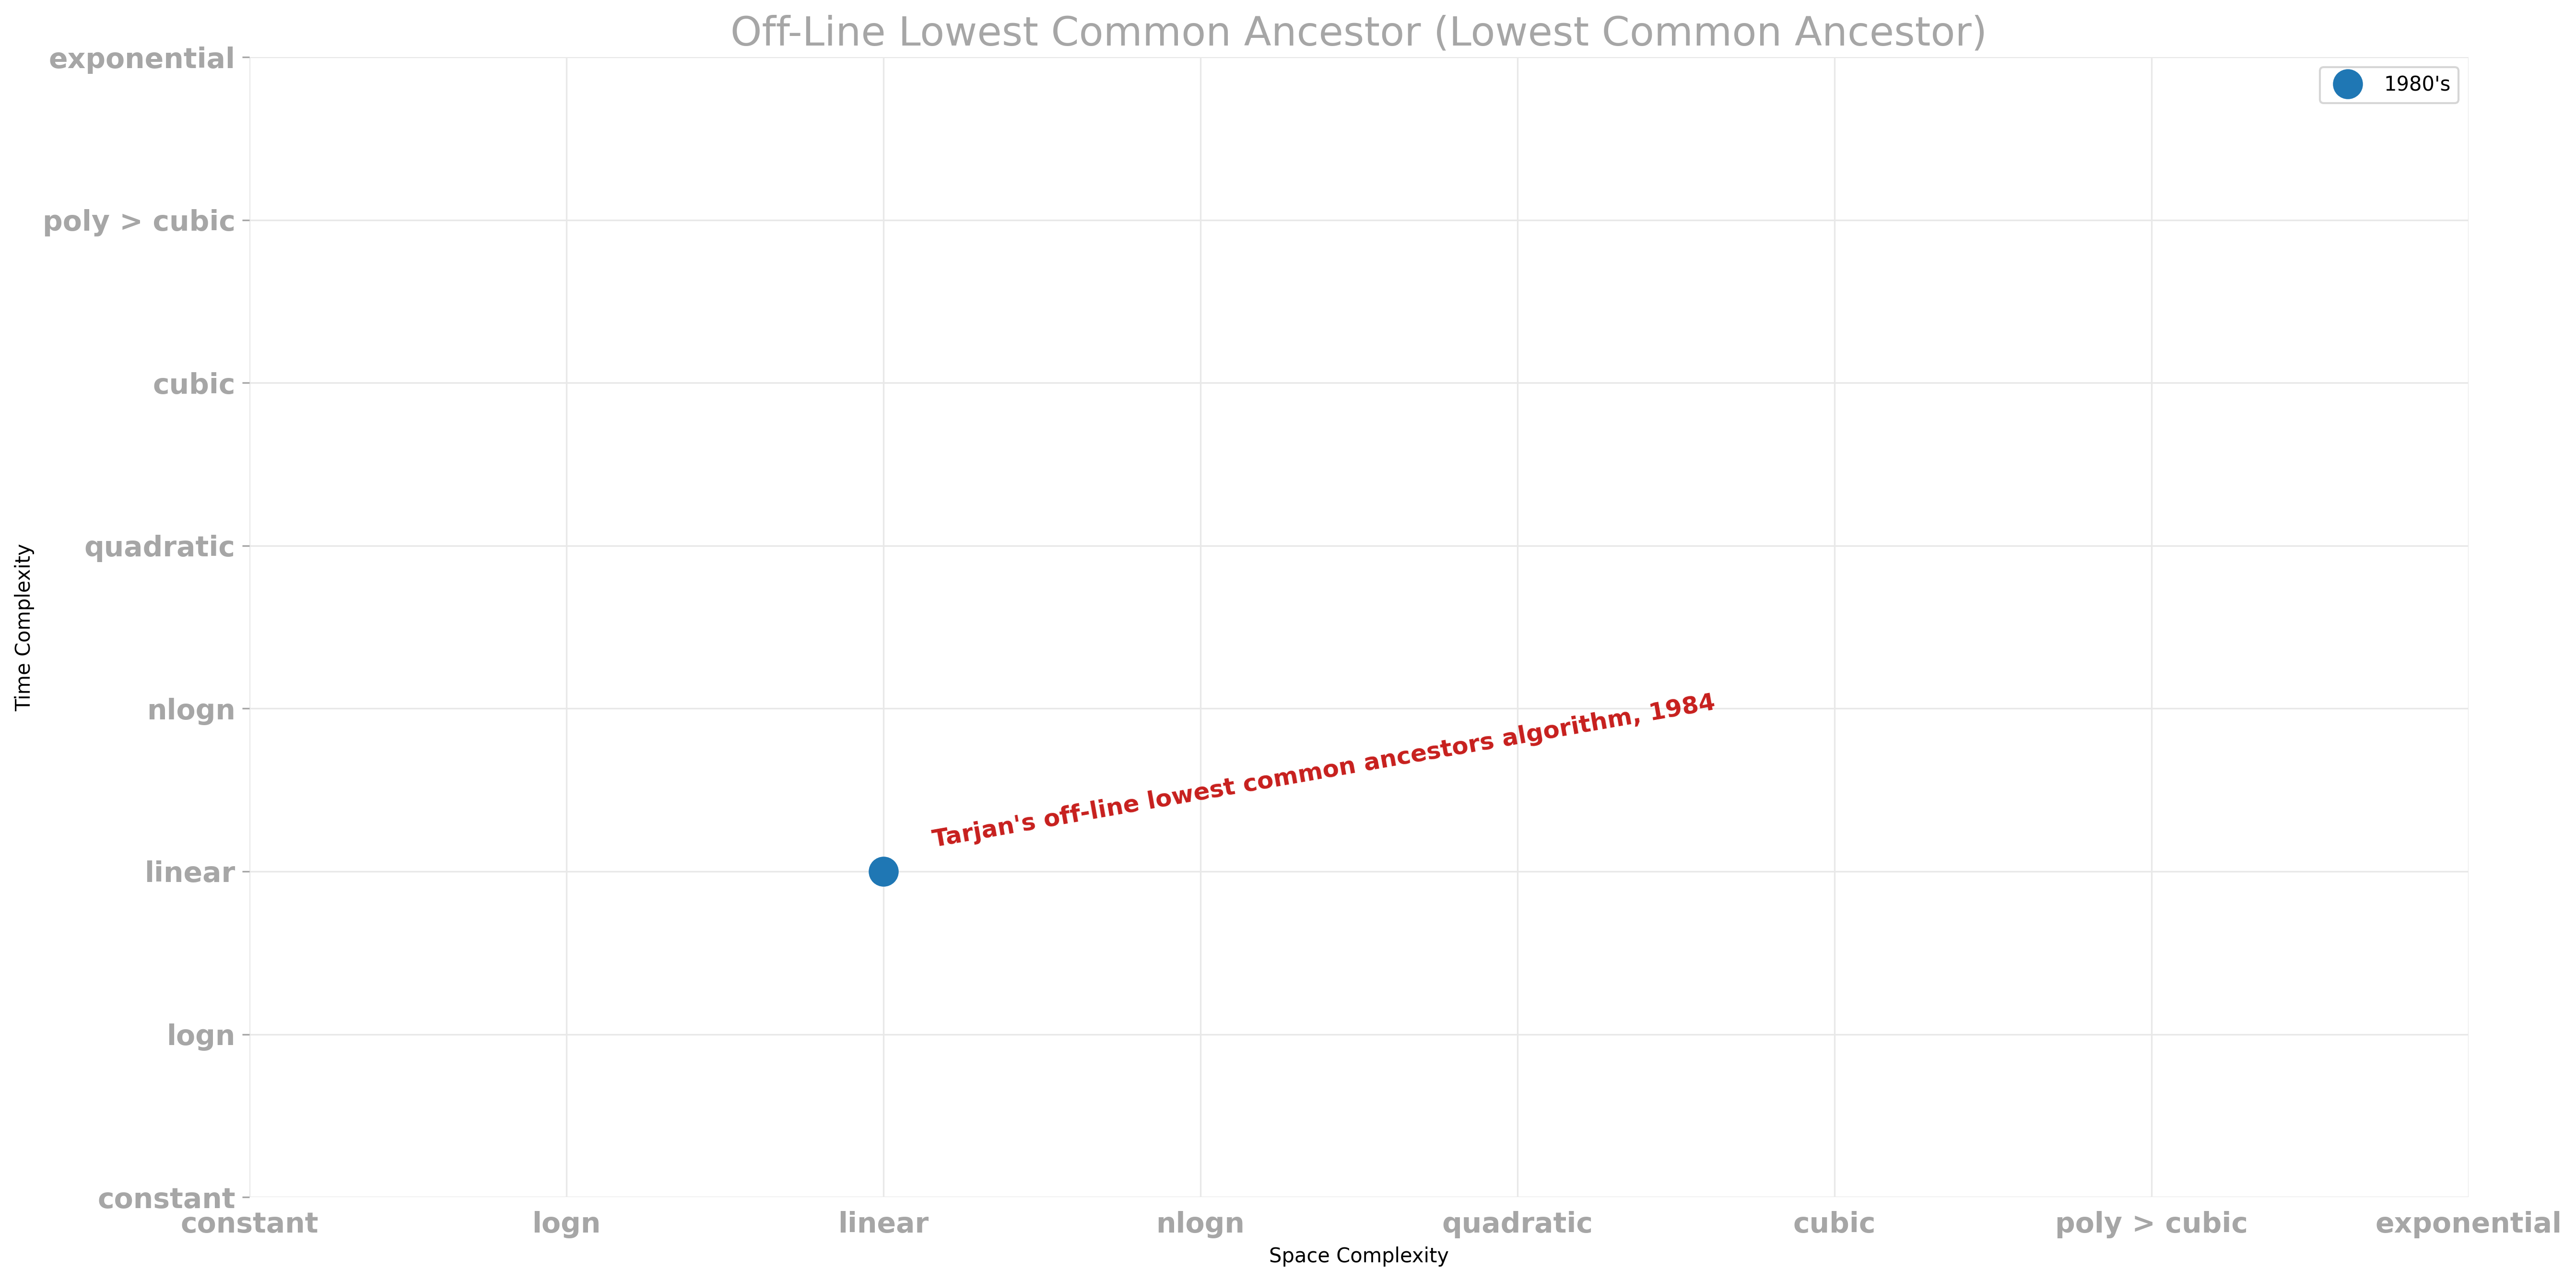 Off-Line Lowest Common Ancestor (Lowest Common Ancestor)
1980's
Time Complexity
exponential
poly > cubic
cubic
quadratic
nlogn
linear
logn
constant
Tarjan's off-line lowest common ancestors algorithm, 1984
constant logn linear nlogn quadratic cubic poly > cubic exponential
Space Complexity